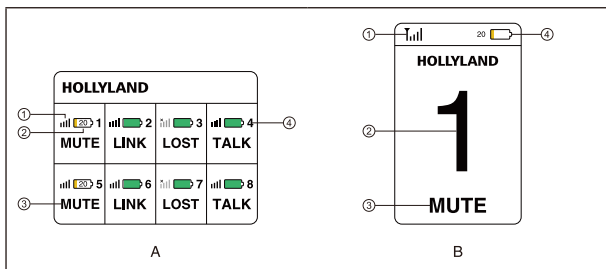 HOLLYLAND
① 20 1 2 3 4 ④
②
MUTE LINK LOST TALK
20 5 6 7 8
③ MUTE LINK LOST TALK
A
① 20 ④
HOLLYLAND
② 1
③ MUTE
B